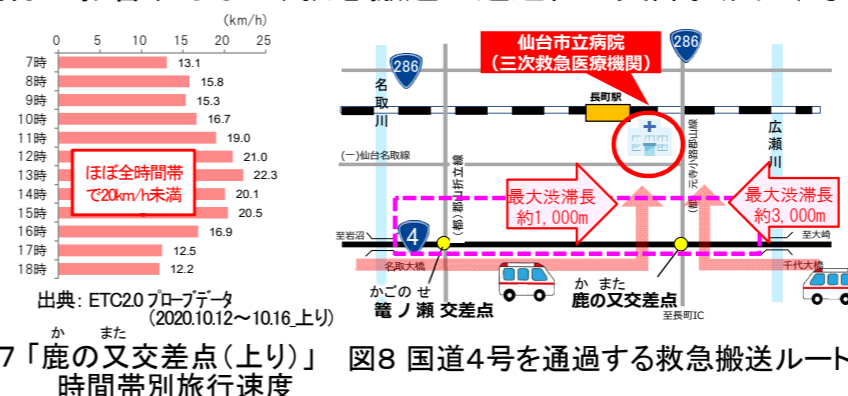 (km/h)
0 5 10 15 20 25
7時 13.1
8時 15.8
9時 15.3
10時 16.7
11時 19.0
12時 21.0
13時 22.3
14時 20.1
15時 20.5
16時 16.9
17時 12.5
18時 12.2
ほぼ全時間帯
で20km/h未満
出典：ETC2.0プローブデータ
(2020.10.12～10.16_上り)
か また
7「鹿の又交差点(上り)」
時間帯別旅行速度
仙台市立病院
(三次救急医療機関)
286
286
名取川
長町駅
広瀬川
(一)仙台名取線
(都)郡山折立線
(都)元寺小路郡山線
最大渋滞長
約1,000m
最大渋滞長
約3,000m
至岩沼
4
至大崎
名取大橋
千代大橋
かごのせ
籠ノ瀬 交差点
か また
鹿の又交差点
至長町IC
図8 国道4号を通過する救急搬送ルート